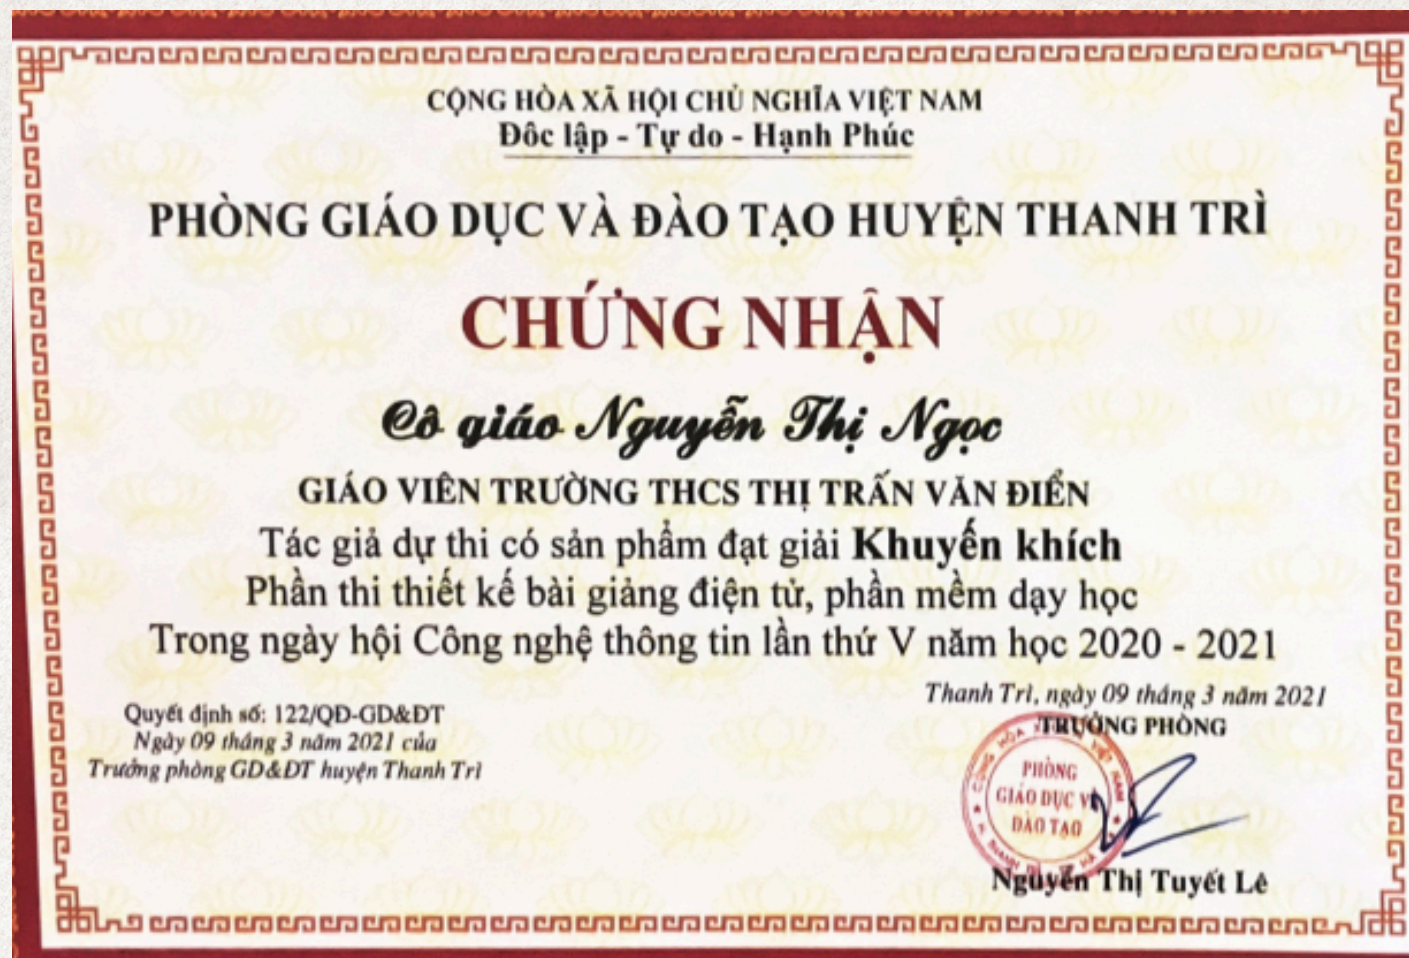 CỘNG HÒA XÃ HỘI CHỦ NGHĨA VIỆT NAM
Đôc lập - Tự do - Hạnh Phúc
PHÒNG GIÁO DỤC VÀ ĐÀO TẠO HUYỆN THANH TRÌ
CHỨNG NHẬN
Cô giáo Nguyễn Thị Ngọc
GIÁO VIÊN TRƯỜNG THCS THỊ TRẤN VĂN ĐIỂN
Tác giả dự thi có sản phẩm đạt giải Khuyến khích
Phần thi thiết kế bài giảng điện tử, phần mềm dạy học
Trong ngày hội Công nghệ thông tin lần thứ V năm học 2020 - 2021
Quyết định số: 122/QĐ-GD&ĐT
Ngày 09 tháng 3 năm 2021 của
Trưởng phòng GD&ĐT huyện Thanh Trì
Thanh Trì, ngày 09 tháng 3 năm 2021
TRƯỞNG PHÒNG
CỘNG HÒA VIỆT NAM
PHÒNG
GIÁO DỤC V
ĐÀO TẠO
Nguyễn Thị Tuyết Lê